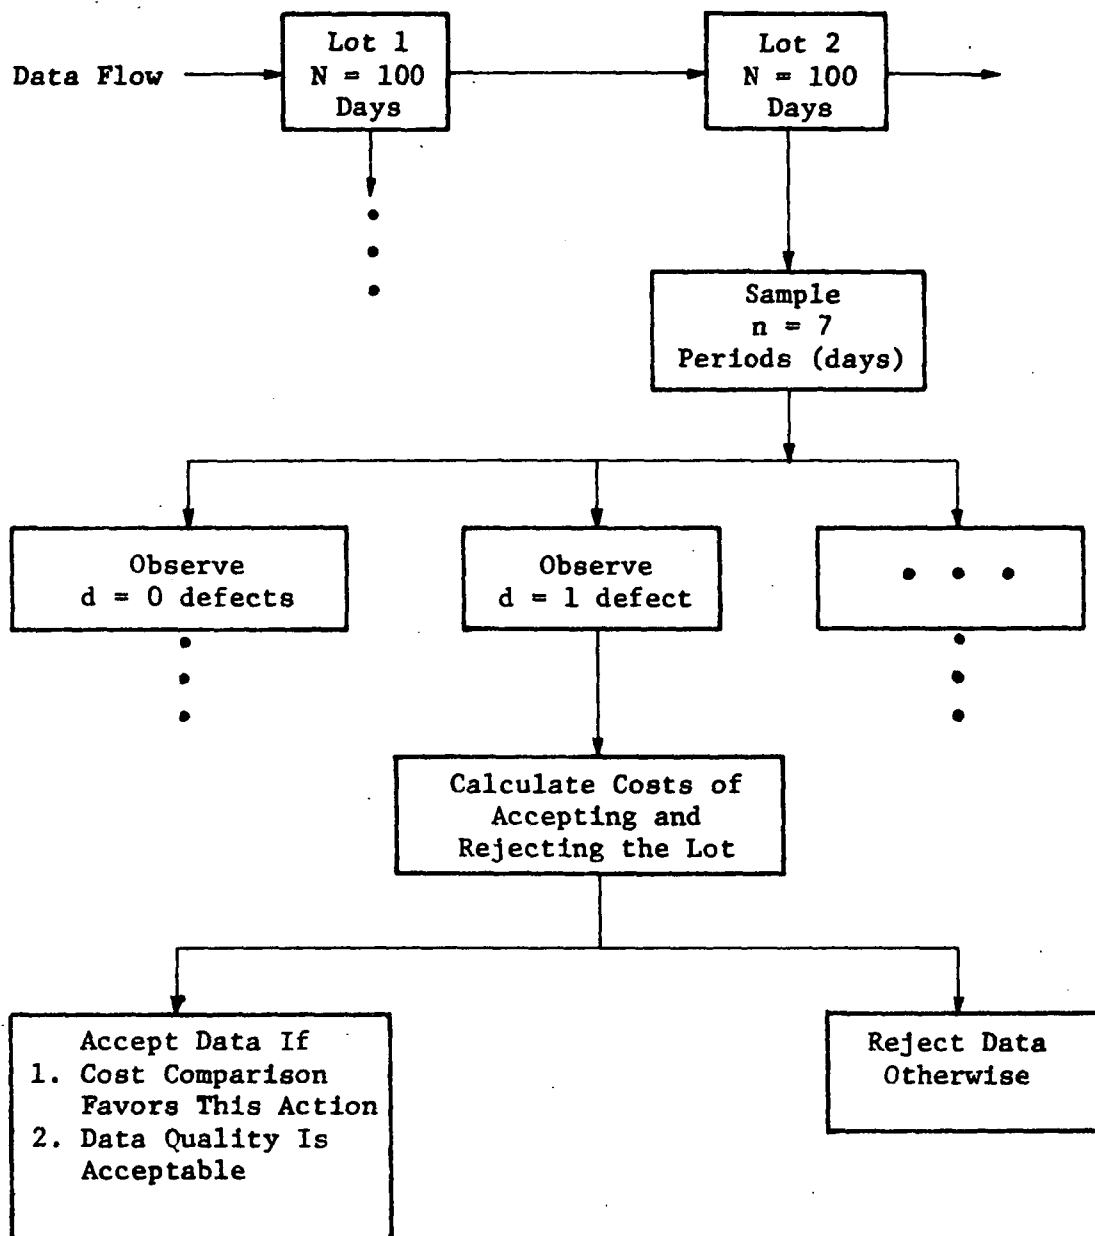 Data Flow
Lot 1
N = 100
Days
Lot 2
N = 100
Days
Sample
n = 7
Periods (days)
Observe
d = 0 defects
Observe
d = 1 defect
• • •
Calculate Costs of
Accepting and
Rejecting the Lot
Accept Data If
1. Cost Comparison
Favors This Action
2. Data Quality Is
Acceptable
Reject Data
Otherwise